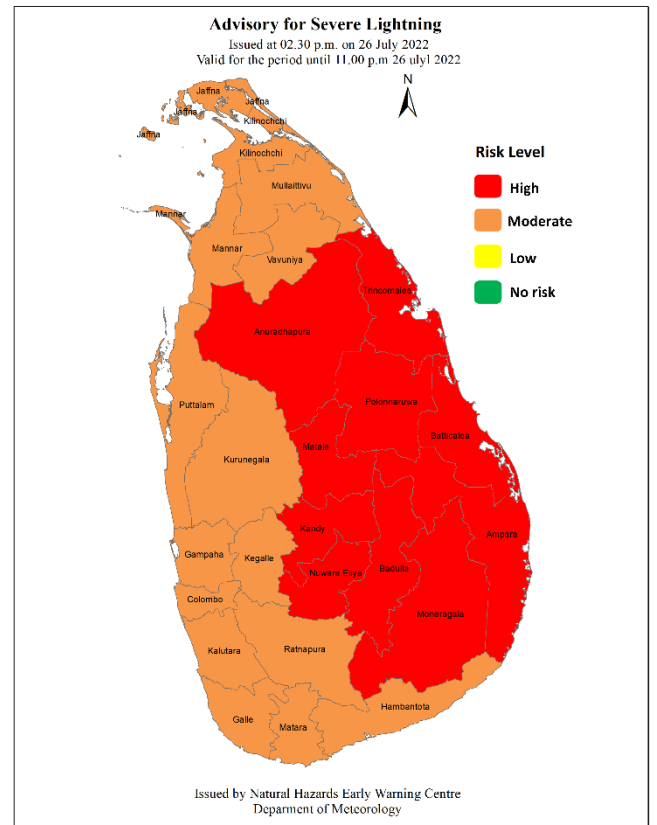 Advisory for Severe Lightning
Issued at 02.30 p.m. on 26 July 2022
Valid for the period until 11.00 p.m 26 ulyl 2022
N
Jaffna
Jaffna
Jaffna
Kilinochchi
Jaffna
Kilinochchi
Risk Level
High
Mullaittivu
Mannar
Moderate
Mannar
Vavuniya
Low
Trincomalee
No risk
Anuradhapura
Polonnaruwa
Puttalam
Batticaloa
Matale
Kurunegala
Kandy
Ampara
Gampaha
Kegalle
Nuwara Eliya
Badulla
Colombo
Moneragala
Kalutara
Ratnapura
Hambantota
Galle
Matara
Issued by Natural Hazards Early Warning Centre
Deparment of Meteorology